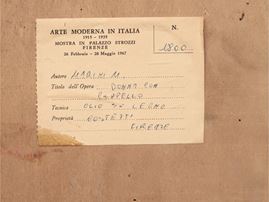 ARTE MODERNA IN ITALIA
1915 - 1935
MOSTRA IN PALAZZO STROZZI
FIRENZE
26 Febbraio - 28 Maggio 1967
N.
1800
Autore MARINI M.
Titolo dell'Opera DONNA CON
CAPPELLO
Tecnica OLIO SU LEGNO
Proprietà
FIRENZE